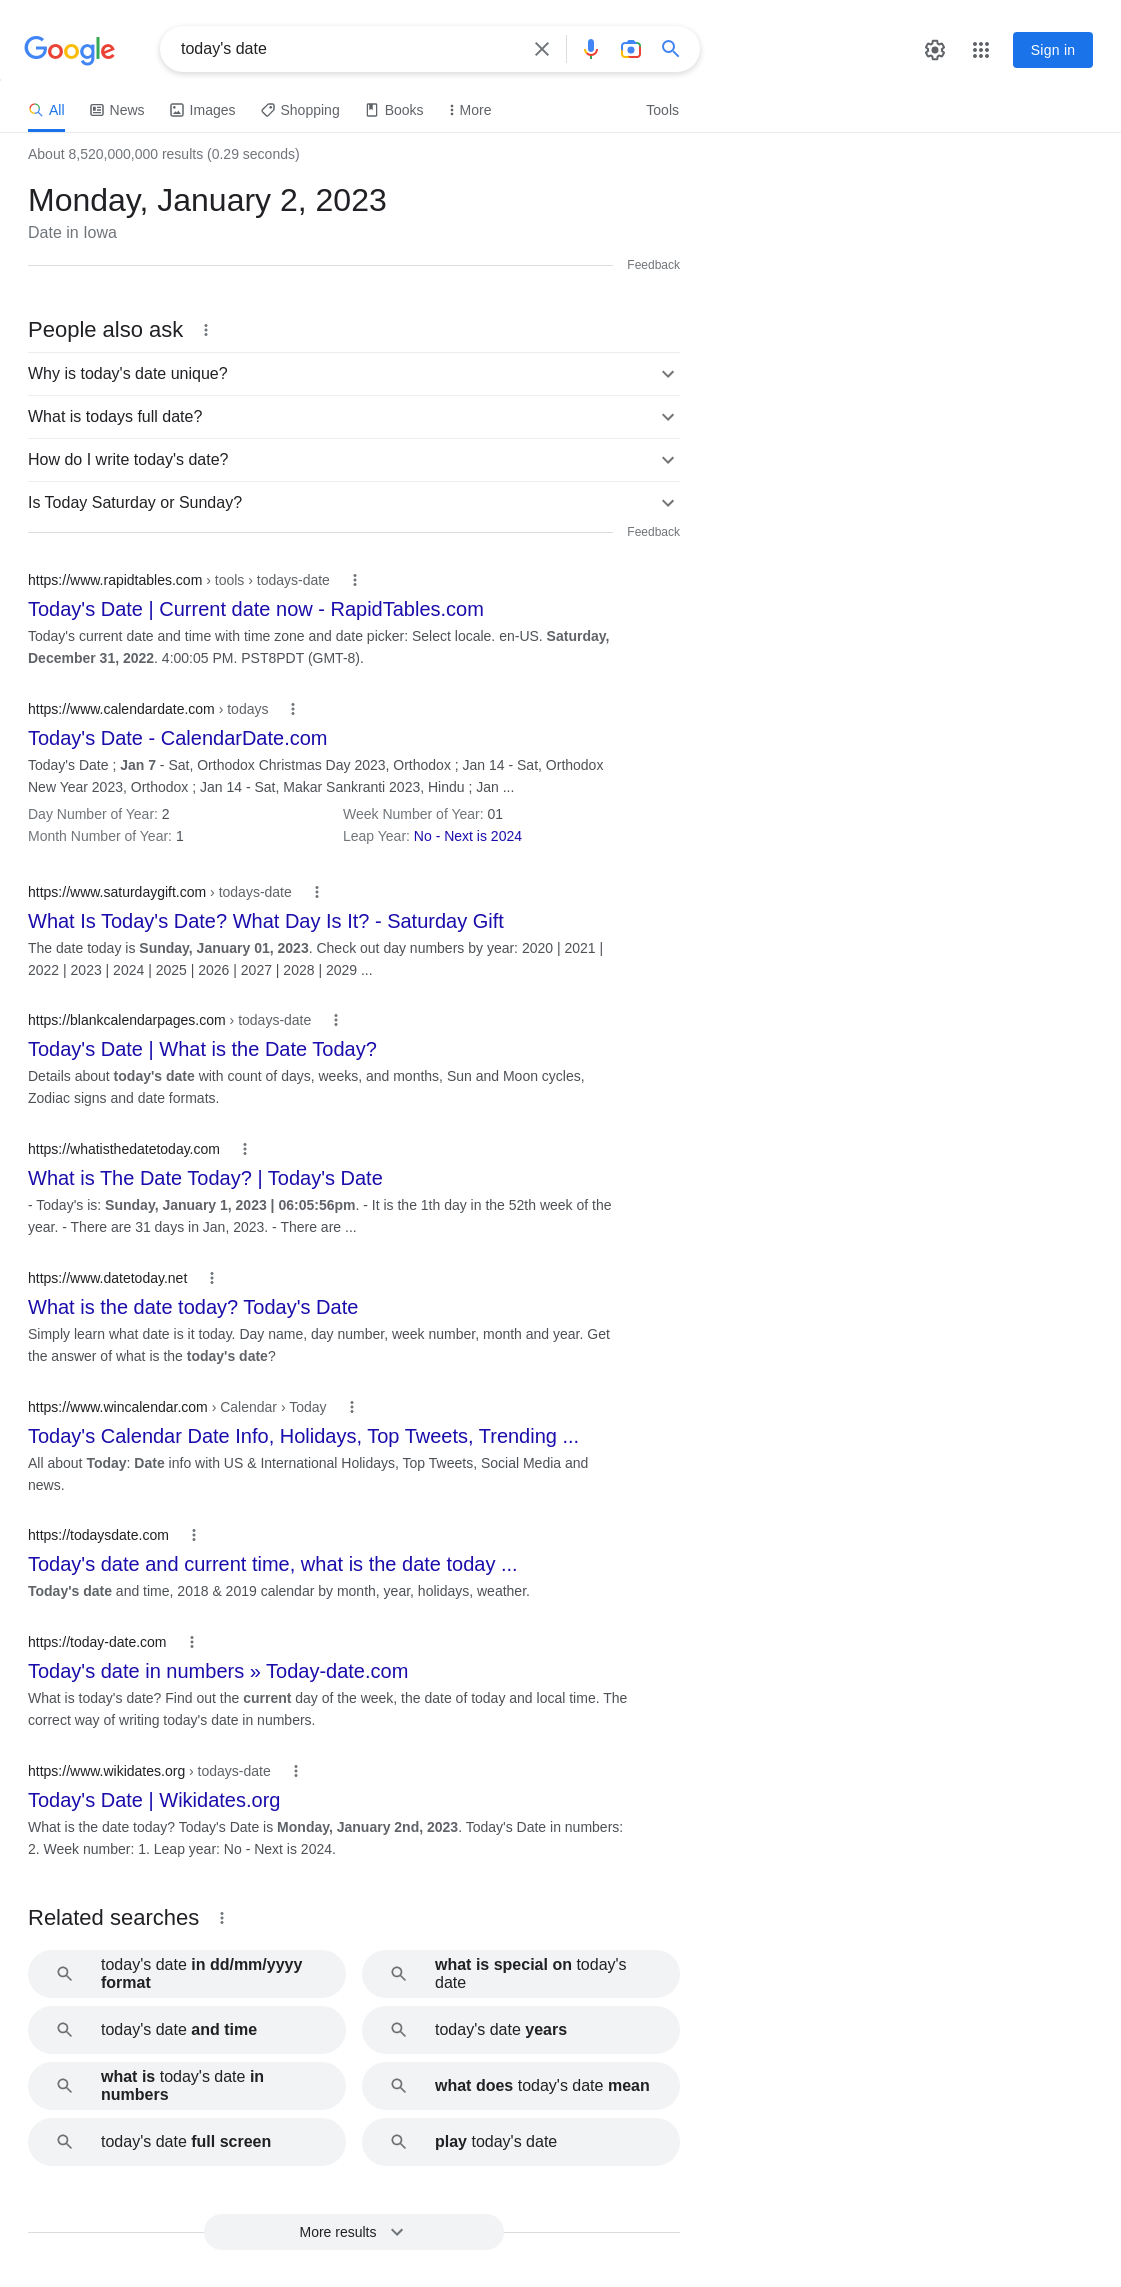 Google
today's date
Sign in
All News Images Shopping Books More Tools
About 8,520,000,000 results (0.29 seconds)
Monday, January 2, 2023
Date in Iowa
Feedback
People also ask
Why is today's date unique?
What is todays full date?
How do I write today's date?
Is Today Saturday or Sunday?
Feedback
https://www.rapidtables.com › tools › todays-date
Today's Date | Current date now - RapidTables.com
Today's current date and time with time zone and date picker: Select locale. en-US. Saturday,
December 31, 2022. 4:00:05 PM. PST8PDT (GMT-8).
https://www.calendardate.com › todays
Today's Date - CalendarDate.com
Today's Date ; Jan 7 - Sat, Orthodox Christmas Day 2023, Orthodox ; Jan 14 - Sat, Orthodox
New Year 2023, Orthodox ; Jan 14 - Sat, Makar Sankranti 2023, Hindu ; Jan ...
Day Number of Year: 2 Week Number of Year: 01
Month Number of Year: 1 Leap Year: No - Next is 2024
https://www.saturdaygift.com › todays-date
What Is Today's Date? What Day Is It? - Saturday Gift
The date today is Sunday, January 01, 2023. Check out day numbers by year: 2020 | 2021 |
2022 | 2023 | 2024 | 2025 | 2026 | 2027 | 2028 | 2029 ...
https://blankcalendarpages.com › todays-date
Today's Date | What is the Date Today?
Details about today's date with count of days, weeks, and months, Sun and Moon cycles,
Zodiac signs and date formats.
https://whatisthedatetoday.com
What is The Date Today? | Today's Date
- Today's is: Sunday, January 1, 2023 | 06:05:56pm. - It is the 1th day in the 52th week of the
year. - There are 31 days in Jan, 2023. - There are ...
https://www.datetoday.net
What is the date today? Today's Date
Simply learn what date is it today. Day name, day number, week number, month and year. Get
the answer of what is the today's date?
https://www.wincalendar.com › Calendar › Today
Today's Calendar Date Info, Holidays, Top Tweets, Trending ...
All about Today: Date info with US & International Holidays, Top Tweets, Social Media and
news.
https://todaysdate.com
Today's date and current time, what is the date today ...
Today's date and time, 2018 & 2019 calendar by month, year, holidays, weather.
https://today-date.com
Today's date in numbers » Today-date.com
What is today's date? Find out the current day of the week, the date of today and local time. The
correct way of writing today's date in numbers.
https://www.wikidates.org › todays-date
Today's Date | Wikidates.org
What is the date today? Today's Date is Monday, January 2nd, 2023. Today's Date in numbers:
2. Week number: 1. Leap year: No - Next is 2024.
Related searches
today's date in dd/mm/yyyy
format
what is special on today's
date
today's date and time
today's date years
what is today's date in
numbers
what does today's date mean
today's date full screen
play today's date
More results